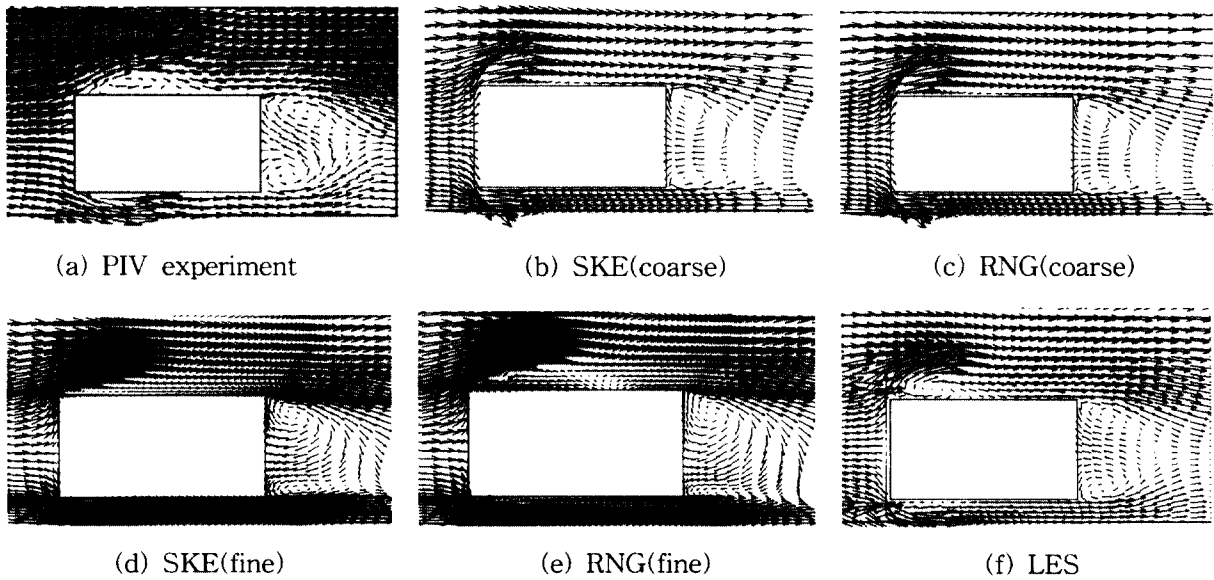 (a) PIV experiment
(b) SKE(coarse)
(c) RNG(coarse)
(d) SKE(fine)
(e) RNG(fine)
(f) LES